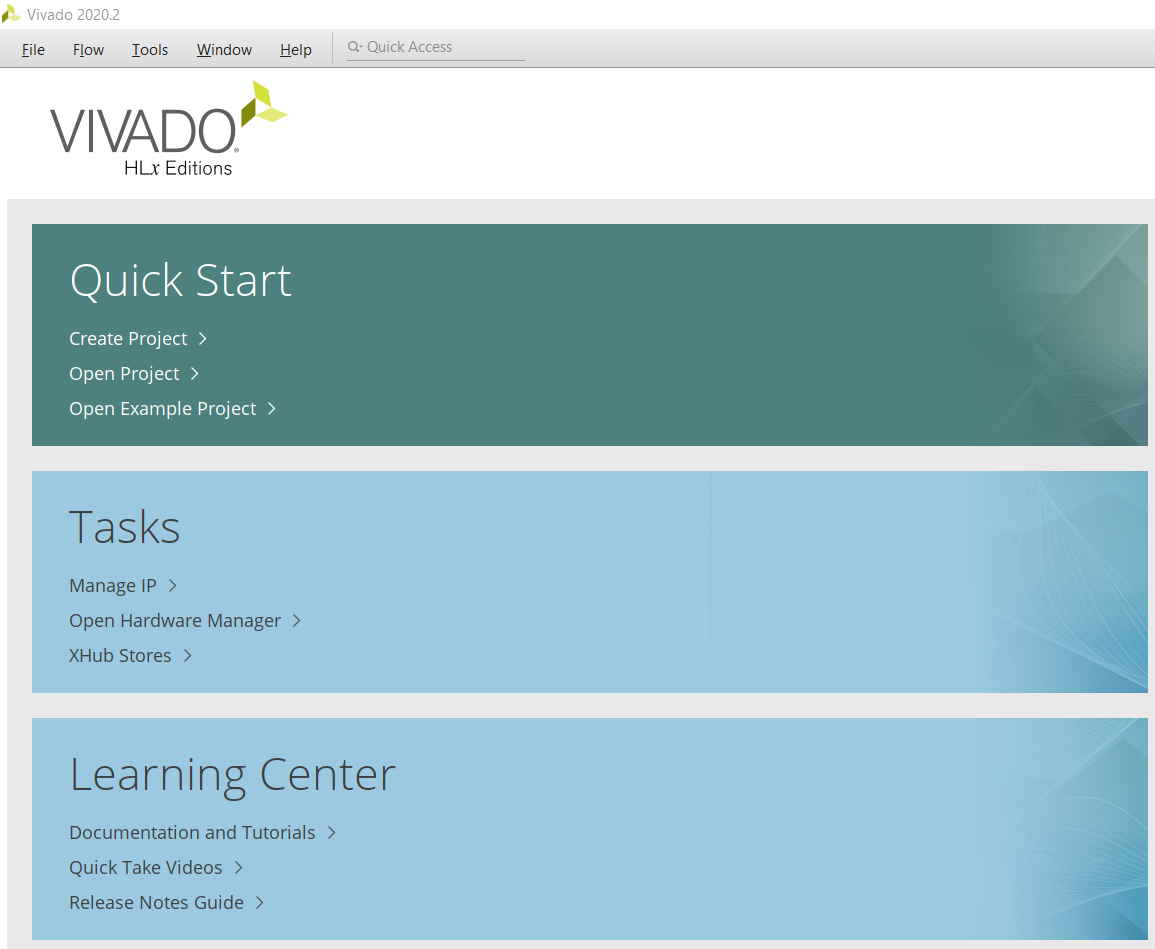 Vivado 2020.2
File Flow Tools Window Help Quick Access
VIVADO®
HLx Editions
Quick Start
Create Project >
Open Project >
Open Example Project >
Tasks
Manage IP >
Open Hardware Manager >
XHub Stores >
Learning Center
Documentation and Tutorials >
Quick Take Videos >
Release Notes Guide >